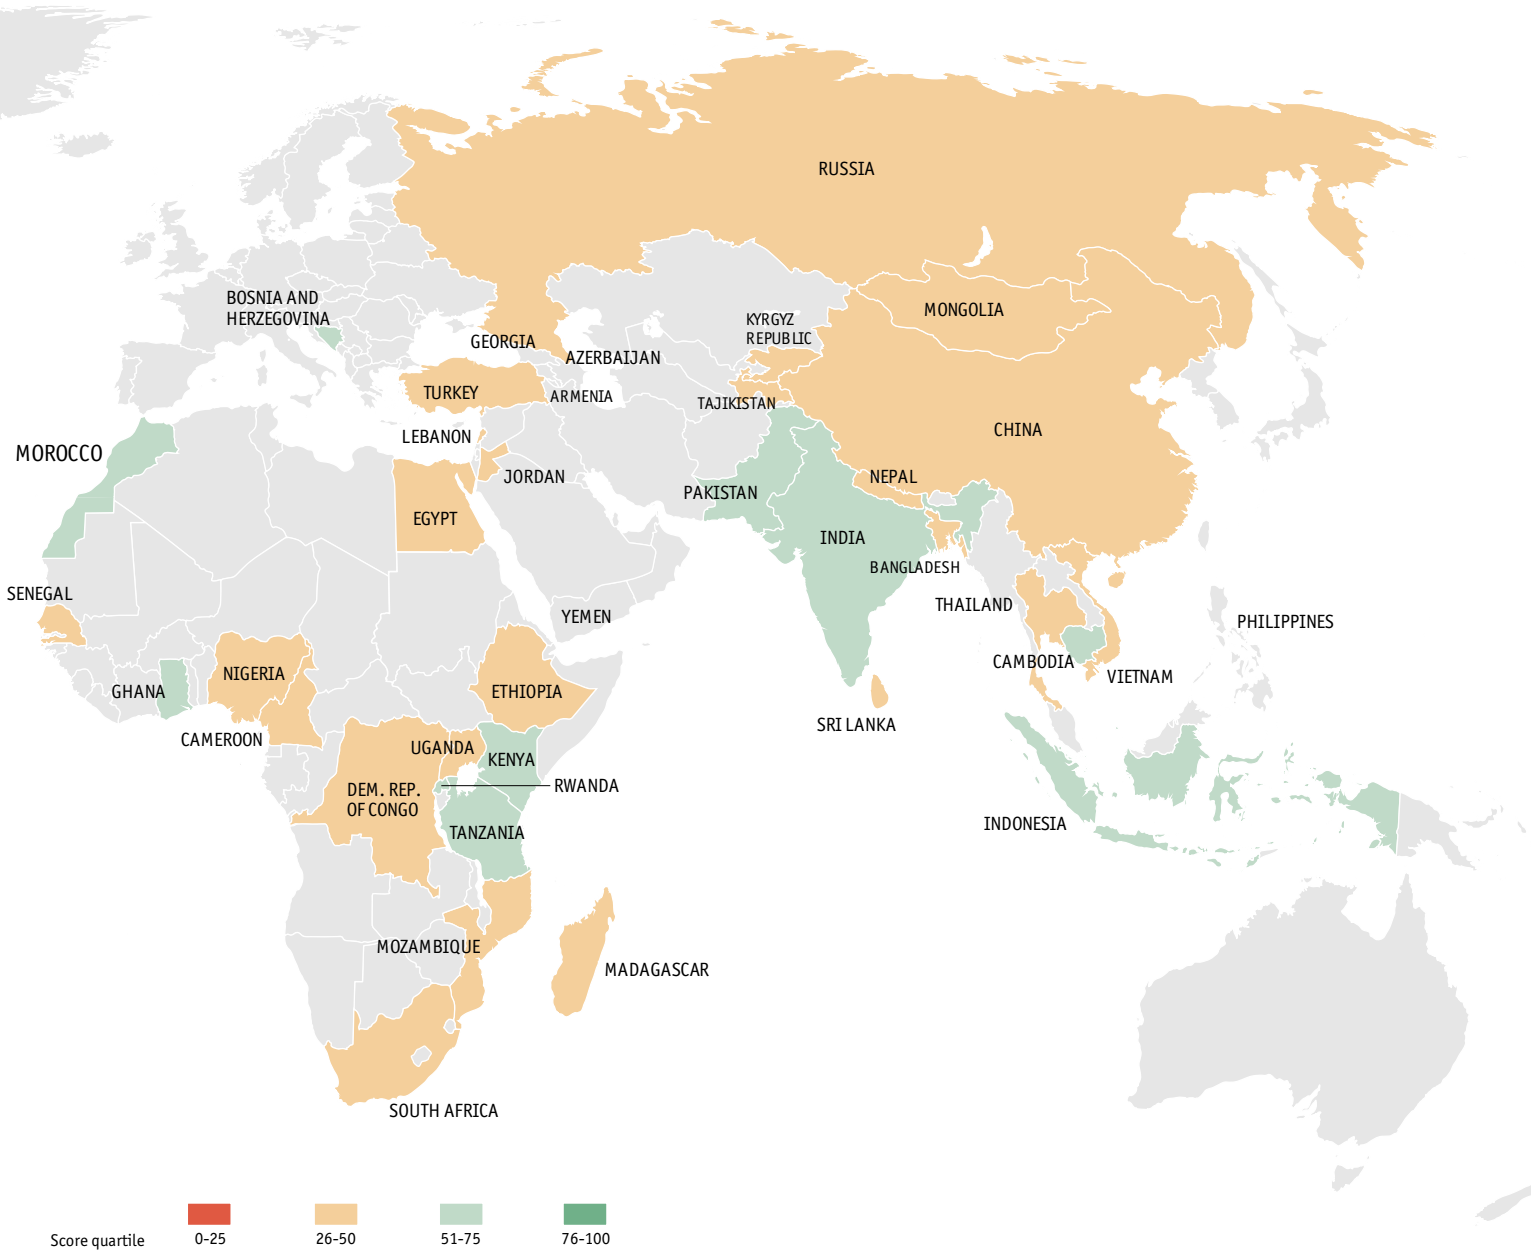 RUSSIA
BOSNIA AND
HERZEGOVINA
MONGOLIA
KYRGYZ
REPUBLIC
GEORGIA
AZERBAIJAN
TURKEY
ARMENIA
TAJIKISTAN
CHINA
LEBANON
MOROCCO
JORDAN
NEPAL
PAKISTAN
EGYPT
INDIA
BANGLADESH
SENEGAL
THAILAND
YEMEN
PHILIPPINES
CAMBODIA
NIGERIA
VIETNAM
GHANA
ETHIOPIA
SRI LANKA
CAMEROON
UGANDA
KENYA
RWANDA
DEM. REP.
OF CONGO
INDONESIA
TANZANIA
MOZAMBIQUE
MADAGASCAR
SOUTH AFRICA
Score quartile 0-25 26-50 51-75 76-100